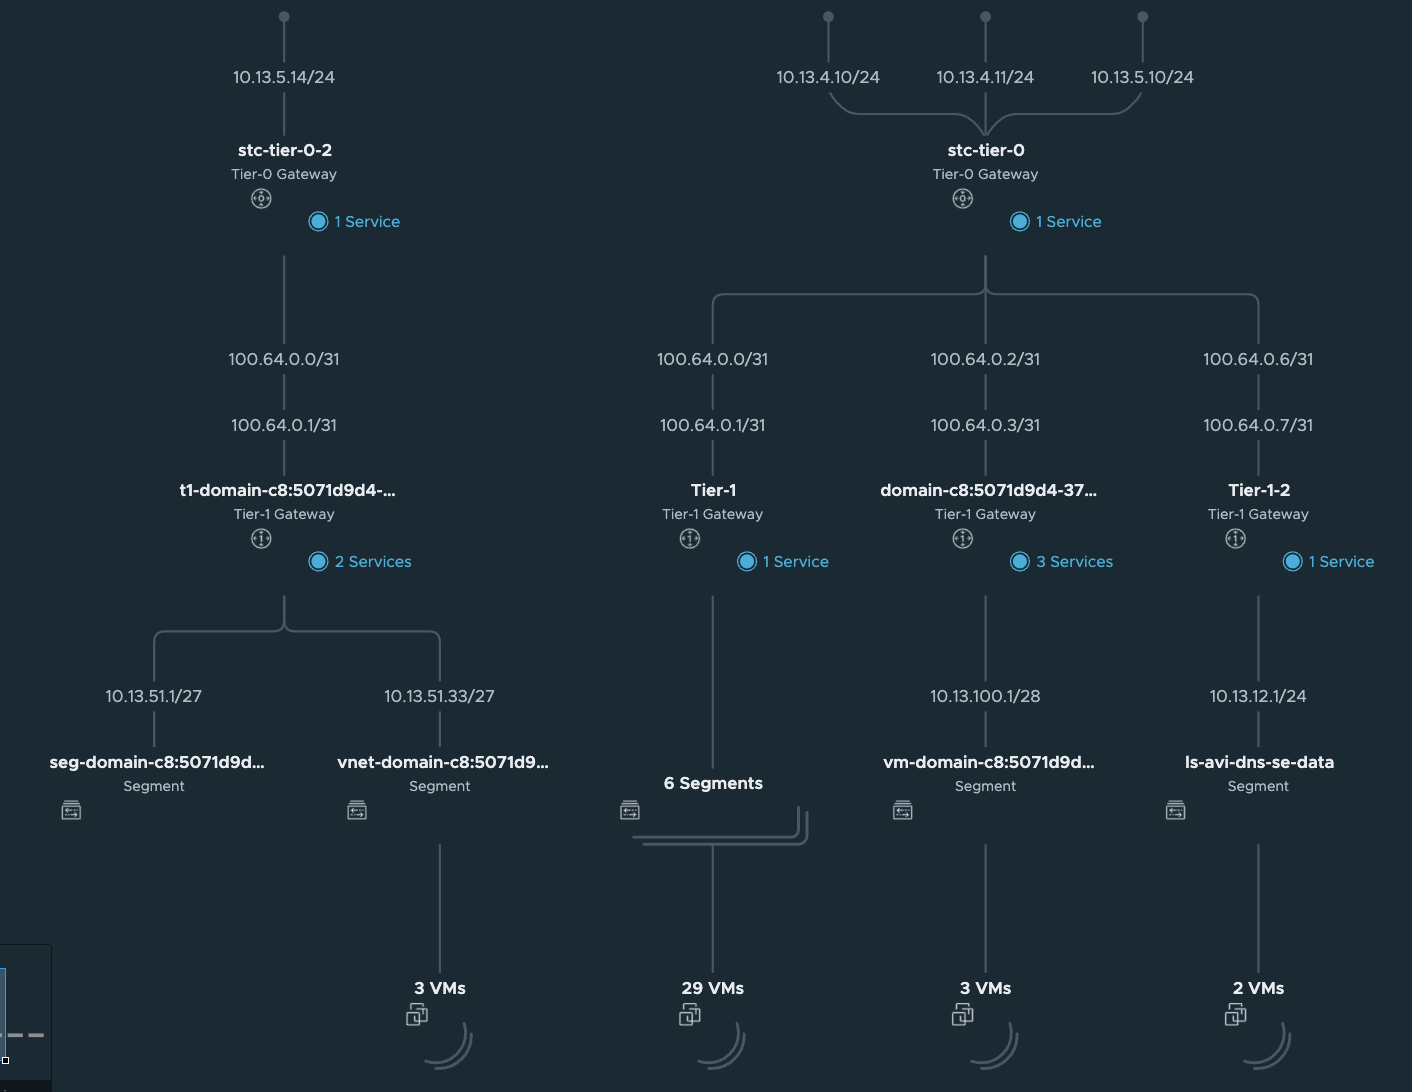 10.13.5.14/24
10.13.4.10/24
10.13.4.11/24
10.13.5.10/24
stc-tier-0-2
Tier-0 Gateway
1 Service
stc-tier-0
Tier-0 Gateway
1 Service
100.64.0.0/31
100.64.0.0/31
100.64.0.2/31
100.64.0.6/31
100.64.0.1/31
100.64.0.1/31
100.64.0.3/31
100.64.0.7/31
t1-domain-c8:5071d9d4-...
Tier-1 Gateway
2 Services
Tier-1
Tier-1 Gateway
1 Service
domain-c8:5071d9d4-37...
Tier-1 Gateway
3 Services
Tier-1-2
Tier-1 Gateway
1 Service
10.13.51.1/27
10.13.51.33/27
10.13.100.1/28
10.13.12.1/24
seg-domain-c8:5071d9d...
Segment
vnet-domain-c8:5071d9...
Segment
6 Segments
vm-domain-c8:5071d9d...
Segment
ls-avi-dns-se-data
Segment
3 VMs
29 VMs
3 VMs
2 VMs